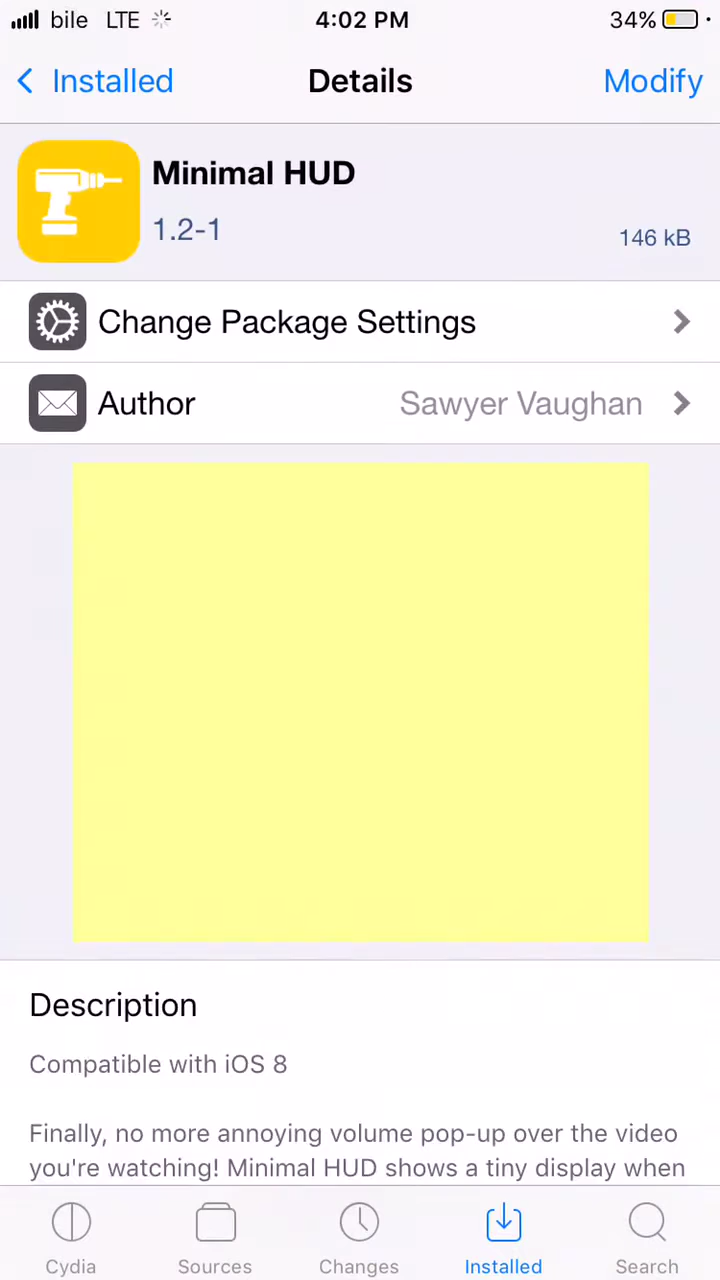 bile LTE 4:02 PM 34%
Installed Details Modify
Minimal HUD
1.2-1
146 kB
Change Package Settings
Author Sawyer Vaughan
Description
Compatible with iOS 8
Finally, no more annoying volume pop-up over the video
you're watching! Minimal HUD shows a tiny display when
Cydia Sources Changes Installed Search